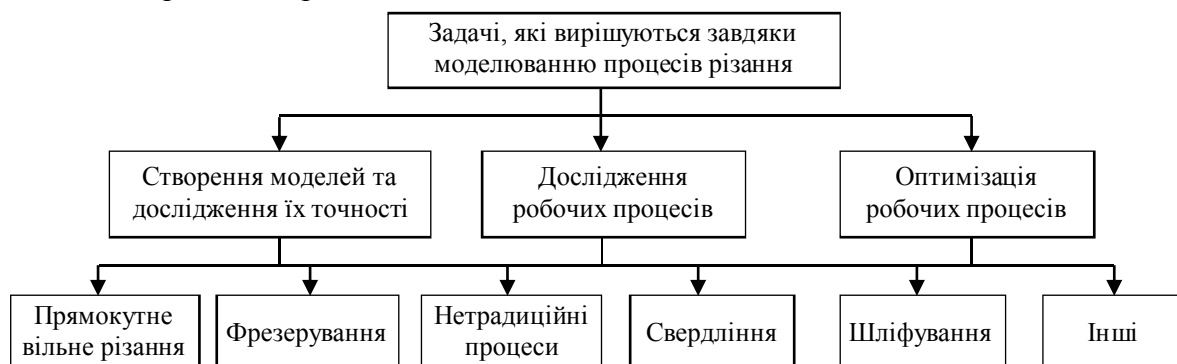 Задачі, які вирішуються завдяки
моделюванню процесів різання
Створення моделей та
дослідження їх точності
Дослідження
робочих процесів
Оптимізація
робочих процесів
Прямокутне
вільне різання
Фрезерування
Нетрадиційні
процеси
Свердління
Шліфування
Інші